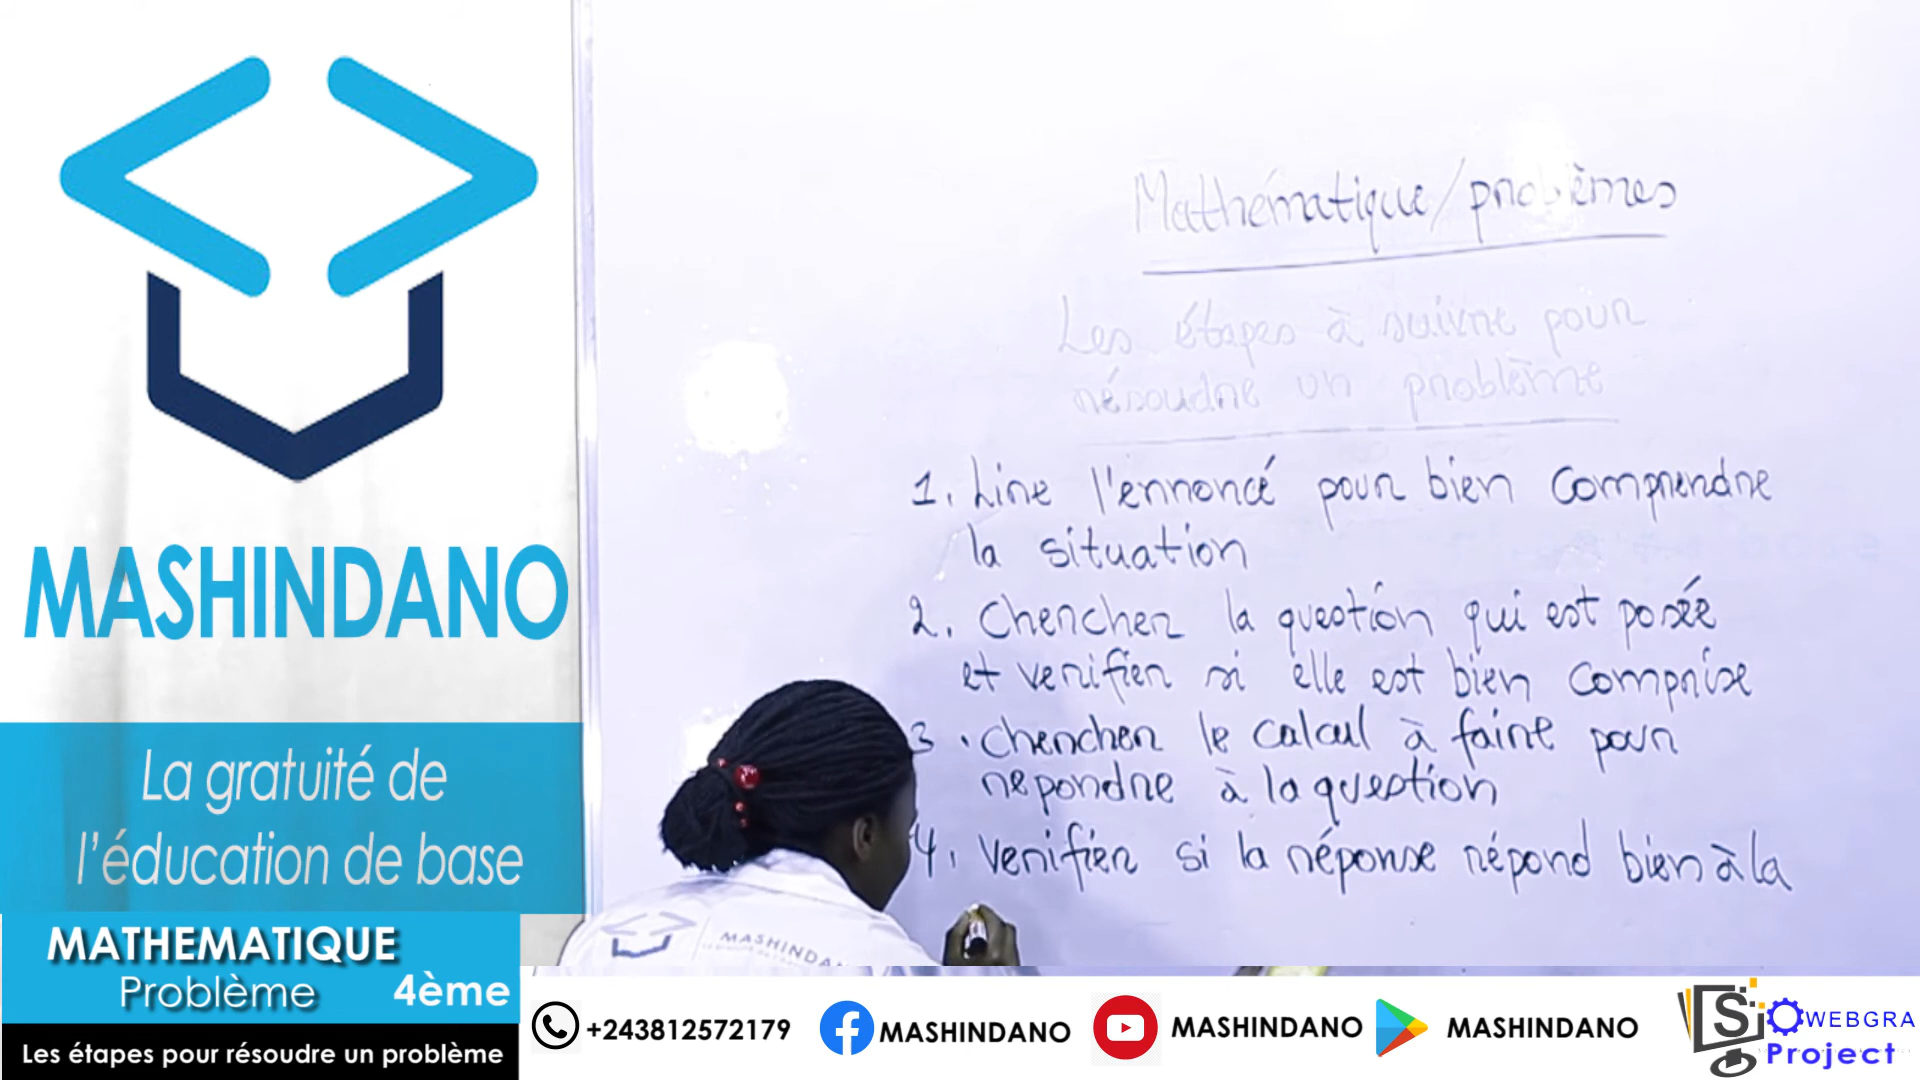 MASHINDANO
La gratuité de
l'éducation de base
MATHEMATIQUE
Problème 4ème
Les étapes pour résoudre un problème
Mathématique/problèmes
Les étapes à suivre pour
résoudre un problème
1. Lire l'ennoncé pour bien comprendre
la situation
2. Chercher la question qui est posée
et verifier si elle est bien comprise
3. Chercher le calcul à faire pour
repondre à la question
4. Verifier si la réponse répond bien à la
MASHINDANO
+243812572179
MASHINDANO
MASHINDANO
MASHINDANO
SiOWEBGRA
Project